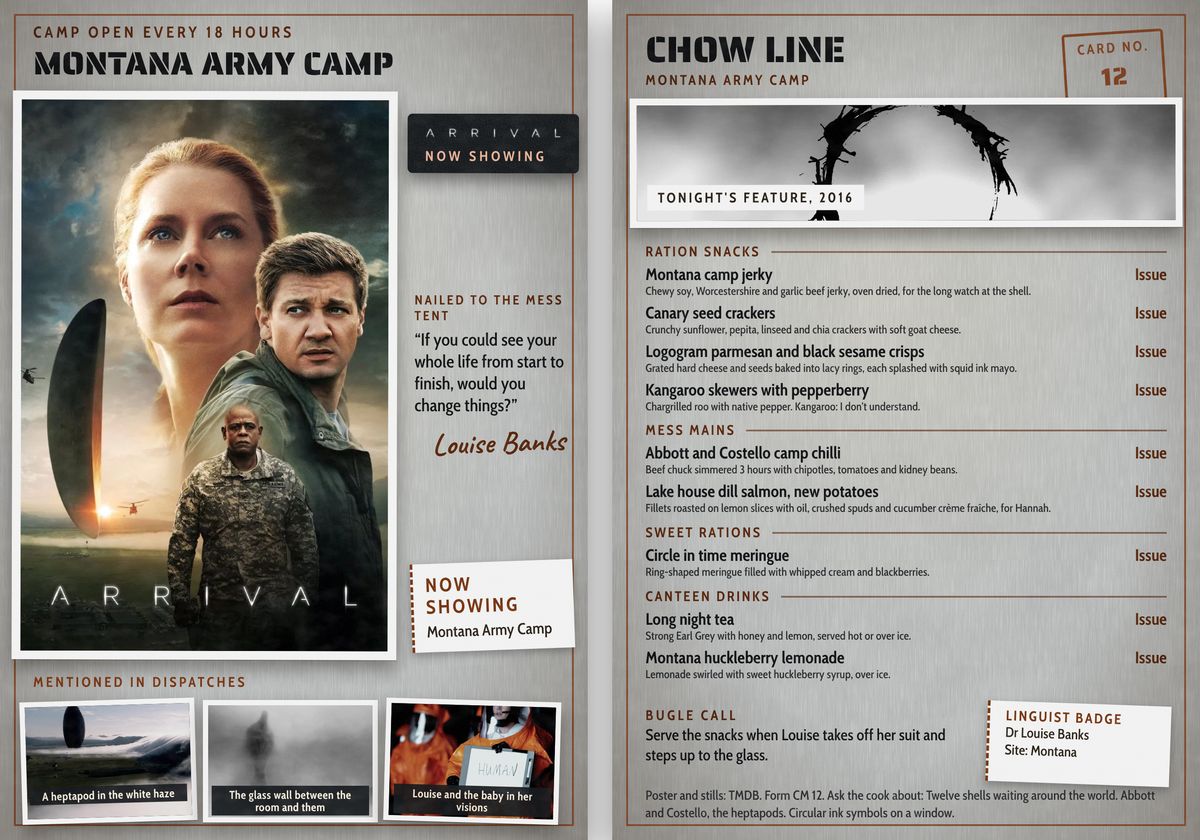 CAMP OPEN EVERY 18 HOURS
MONTANA ARMY CAMP
ARRIVAL
NOW SHOWING
NAILED TO THE MESS
TENT
“If you could see your
whole life from start to
finish, would you
change things?”
Louise Banks
ARRIVAL
NOW
SHOWING
Montana Army Camp
MENTIONED IN DISPATCHES
A heptapod in the white haze
The glass wall between the
room and them
HUMAN
Louise and the baby in her
visions
CHOW LINE
MONTANA ARMY CAMP
CARD NO.
12
TONIGHT'S FEATURE, 2016
RATION SNACKS
Montana camp jerky Issue
Chewy soy, Worcestershire and garlic beef jerky, oven dried, for the long watch at the shell.
Canary seed crackers Issue
Crunchy sunflower, pepita, linseed and chia crackers with soft goat cheese.
Logogram parmesan and black sesame crisps Issue
Grated hard cheese and seeds baked into lacy rings, each splashed with squid ink mayo.
Kangaroo skewers with pepperberry Issue
Chargrilled roo with native pepper. Kangaroo: I don't understand.
MESS MAINS
Abbott and Costello camp chilli Issue
Beef chuck simmered 3 hours with chipotles, tomatoes and kidney beans.
Lake house dill salmon, new potatoes Issue
Fillets roasted on lemon slices with oil, crushed spuds and cucumber crème fraîche, for Hannah.
SWEET RATIONS
Circle in time meringue Issue
Ring-shaped meringue filled with whipped cream and blackberries.
CANTEEN DRINKS
Long night tea Issue
Strong Earl Grey with honey and lemon, served hot or over ice.
Montana huckleberry lemonade Issue
Lemonade swirled with sweet huckleberry syrup, over ice.
BUGLE CALL
Serve the snacks when Louise takes off her suit and
steps up to the glass.
LINGUIST BADGE
Dr Louise Banks
Site: Montana
Poster and stills: TMDB. Form CM 12. Ask the cook about: Twelve shells waiting around the world. Abbott
and Costello, the heptapods. Circular ink symbols on a window.